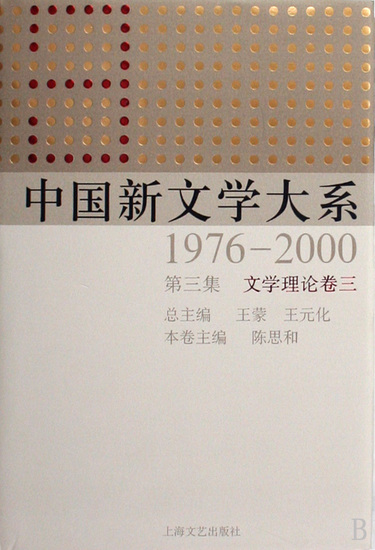 中国新文学大系
1976-2000
第三集 文学理论卷三
总主编 王蒙 王元化
本卷主编 陈思和
上海文艺出版社
B